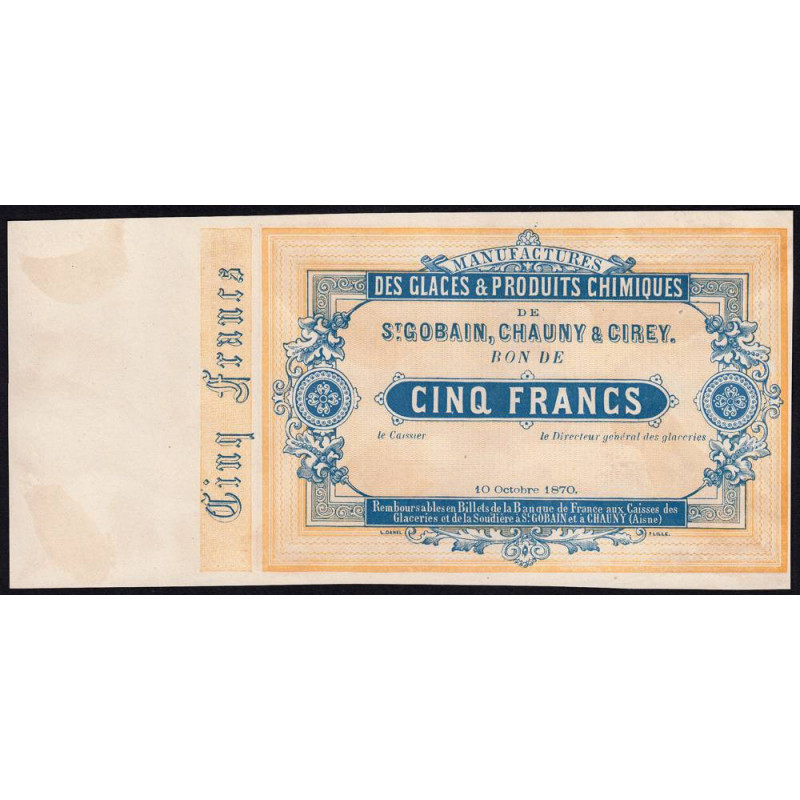 Cinq Francs
MANUFACTURES
DES GLACES & PRODUITS CHIMIQUES
DE
ST GOBAIN, CHAUNY & CIREY.
BON DE
CINQ FRANCS
le Caissier
le Directeur général des glaceries
10 Octobre 1870.
Remboursables en Billets de la Banque de France aux Caisses des
Glaceries et de la Soudière à St GOBAIN et à CHAUNY (Aisne)
L. DANEL
LILLE.